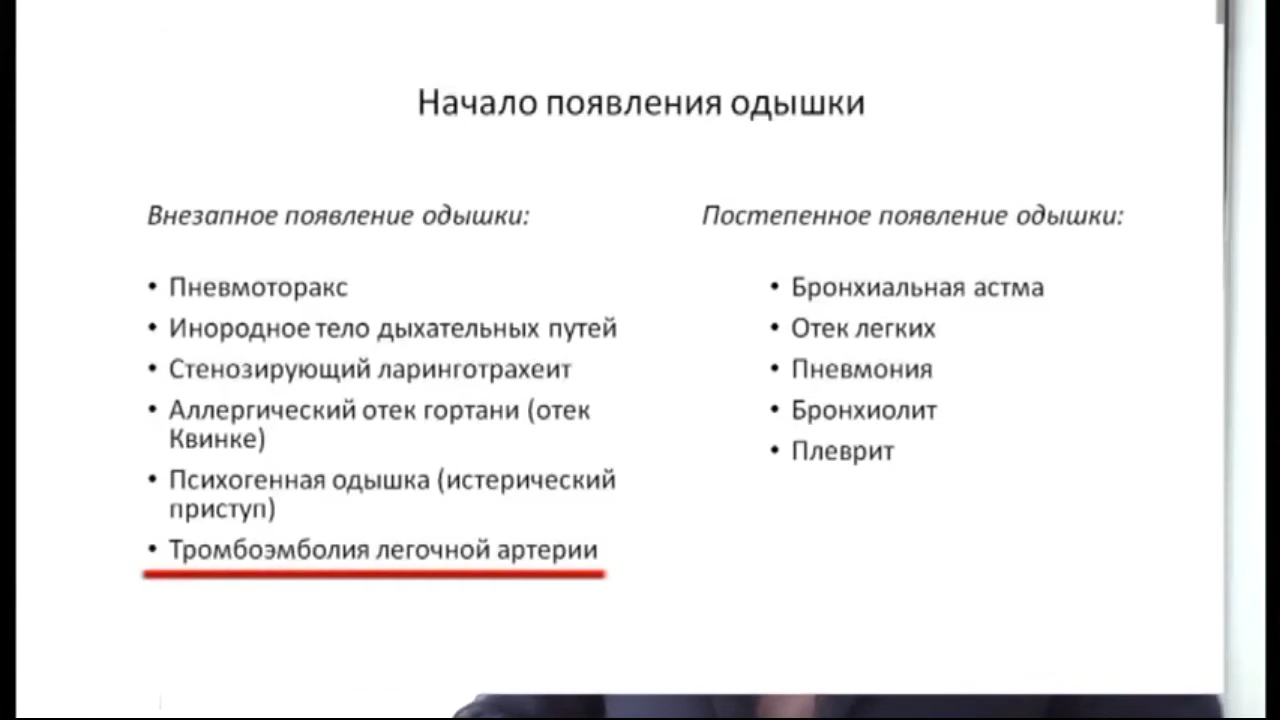 Начало появления одышки
Внезапное появление одышки:
• Пневмоторакс
• Инородное тело дыхательных путей
• Стенозирующий ларинготрахеит
• Аллергический отек гортани (отек
Квинке)
• Психогенная одышка (истерический
приступ)
• Тромбоэмболия легочной артерии
Постепенное появление одышки:
• Бронхиальная астма
• Отек легких
• Пневмония
• Бронхиолит
• Плеврит